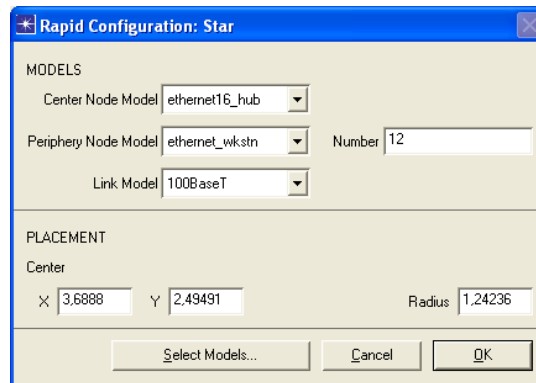 Rapid Configuration: Star
MODELS
Center Node Model ethernet16_hub
Periphery Node Model ethernet_wkstn Number 12
Link Model 100BaseT
PLACEMENT
Center
X 3,6888 Y 2,49491 Radius 1,24236
Select Models... Cancel OK